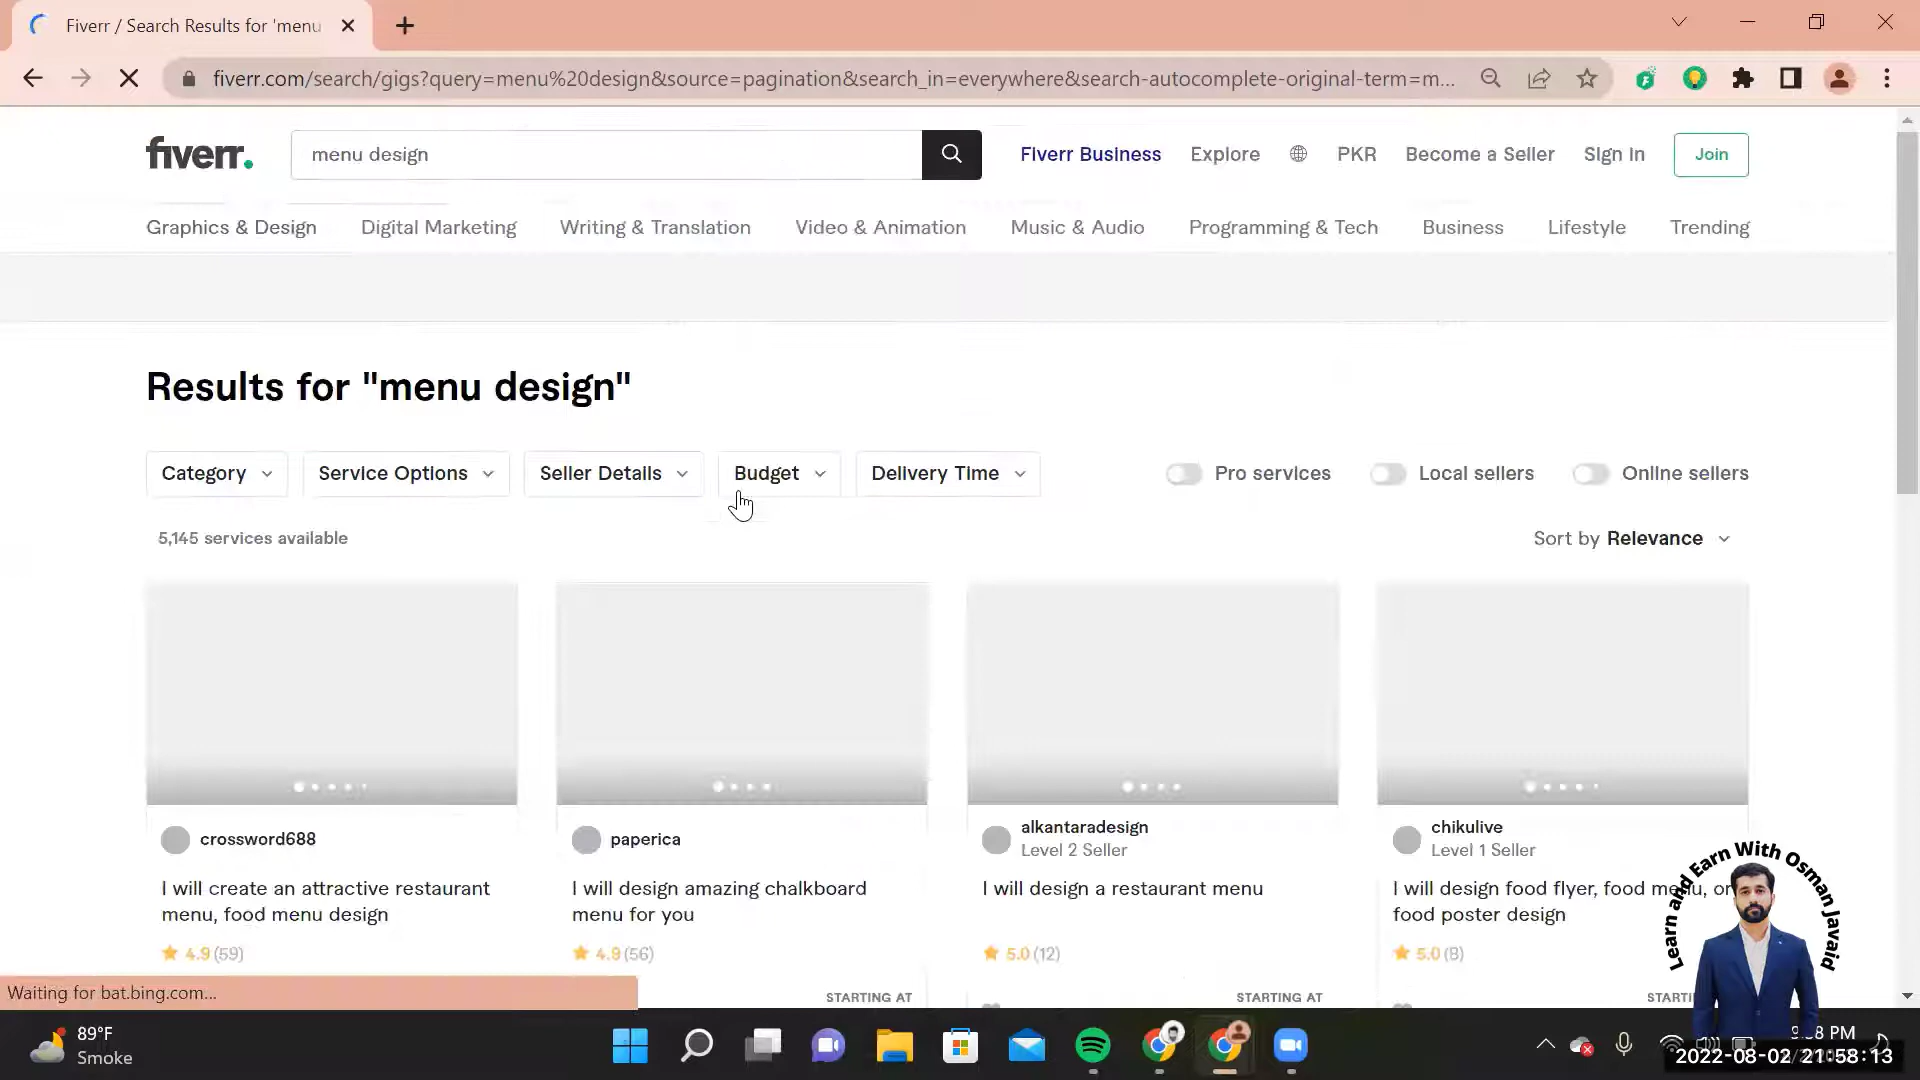 Fiverr / Search Results for 'menu
fiverr.com/search/gigs?query=menu%20design&source=pagination&search_in=everywhere&search-autocomplete-original-term=m...
fiverr.
menu design
Fiverr Business
Explore
PKR
Become a Seller
Sign In
Join
Graphics & Design
Digital Marketing
Writing & Translation
Video & Animation
Music & Audio
Programming & Tech
Business
Lifestyle
Trending
Results for "menu design"
Category
Service Options
Seller Details
Budget
Delivery Time
Pro services
Local sellers
Online sellers
5,145 services available
Sort by Relevance
crossword688
I will create an attractive restaurant
menu, food menu design
4.9 (59)
paperica
I will design amazing chalkboard
menu for you
4.9 (56)
STARTING AT
alkantaradesign
Level 2 Seller
I will design a restaurant menu
5.0 (12)
STARTING AT
chikulive
Level 1 Seller
I will design food flyer, food menu, or
food poster design
5.0 (8)
Learn and Earn With Osman Javaid
Waiting for bat.bing.com...
89°F
Smoke
PM
2022-08-02 21:58:13